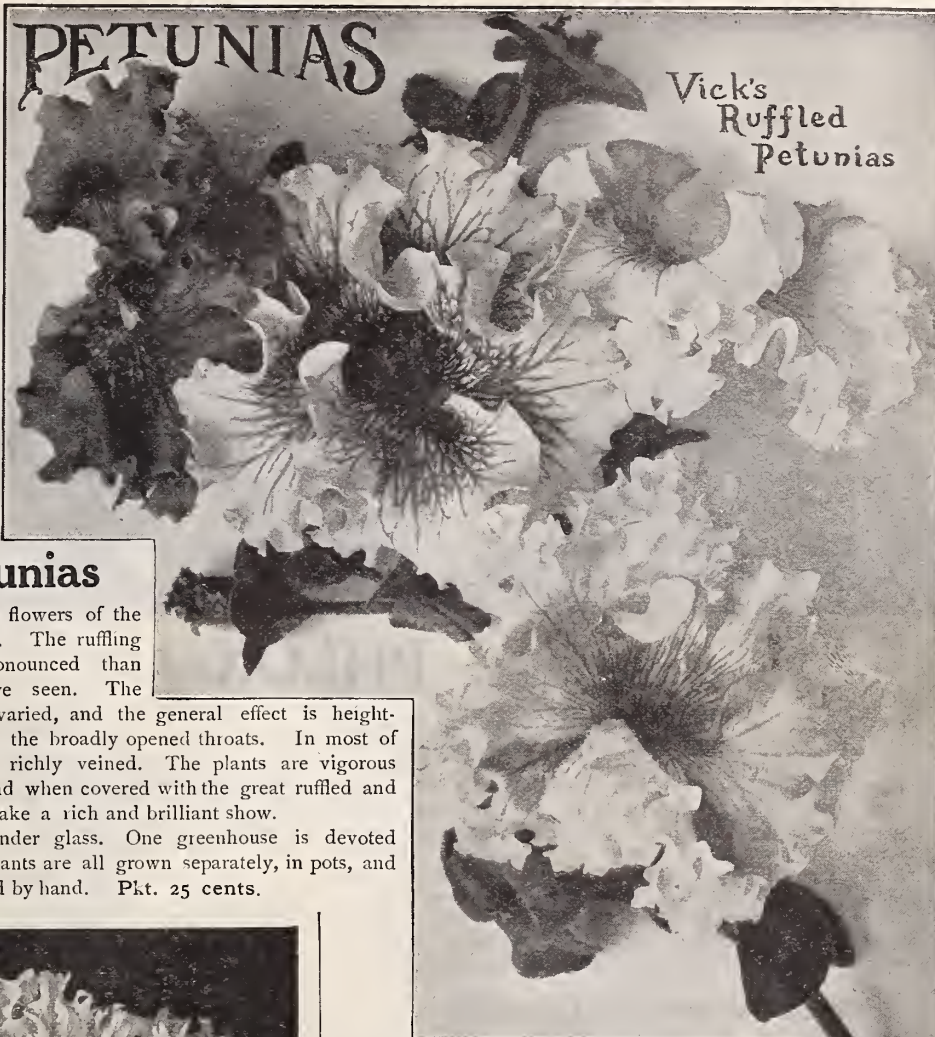 PETUNIAS
Vick's
Ruffled
Petunias
unias
flowers of the
. The ruffling
onounced than
e seen. The
varied, and the general effect is height-
the broadly opened throats. In most of
richly veined. The plants are vigorous
nd when covered with the great ruffled and
ake a rich and brilliant show.
nder glass. One greenhouse is devoted
ants are all grown separately, in pots, and
d by hand. Pkt. 25 cents.